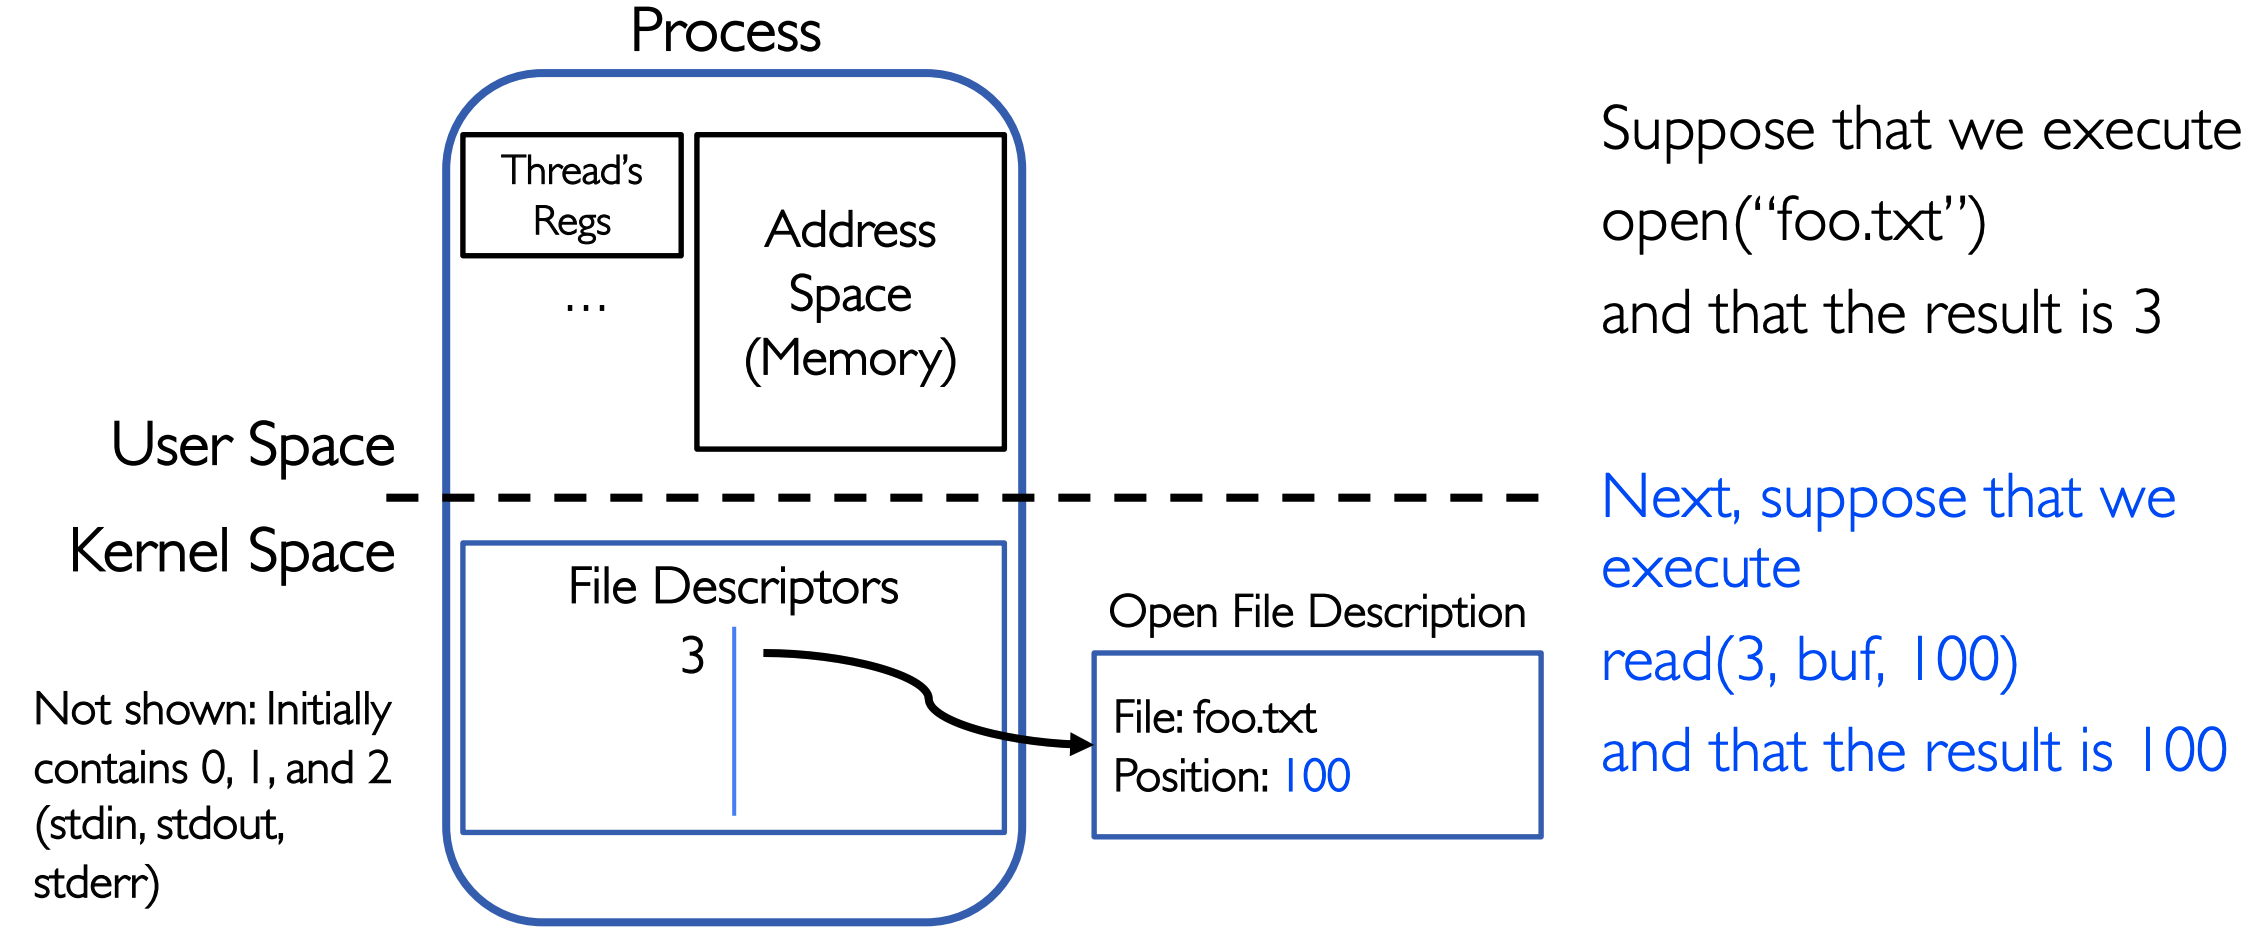 Process
Thread’s
Regs
…
Address
Space
(Memory)
User Space
Kernel Space
File Descriptors
3
Not shown: Initially
contains 0, 1, and 2
(stdin, stdout,
stderr)
Open File Description
File: foo.txt
Position: 100
Suppose that we execute
open(“foo.txt”)
and that the result is 3
Next, suppose that we
execute
read(3, buf, 100)
and that the result is 100